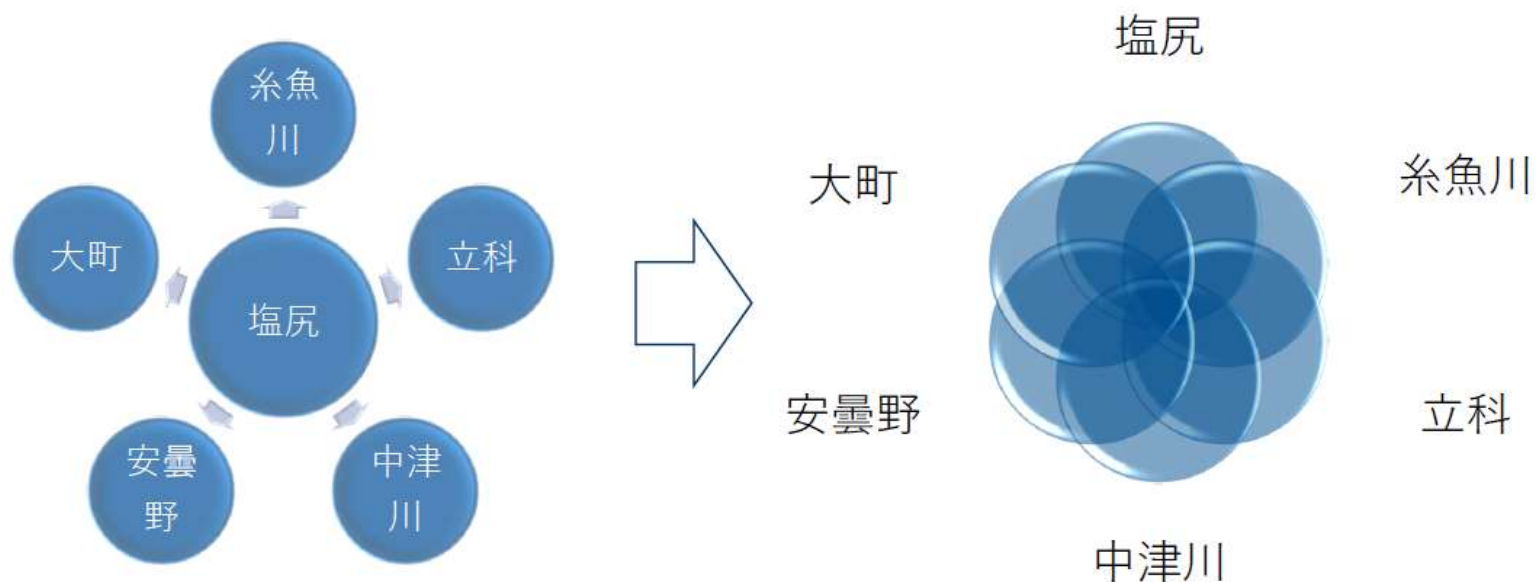 糸魚
川
大町
立科
塩尻
安曇
野
中津
川
塩尻
大町
糸魚川
安曇野
立科
中津川